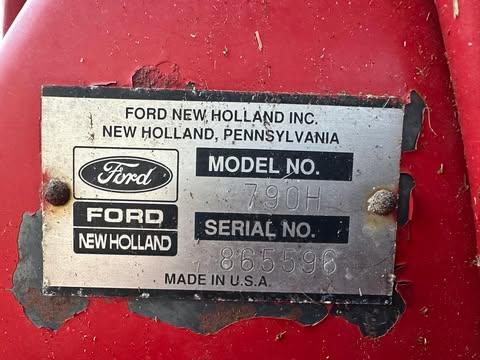 FORD NEW HOLLAND INC.
NEW HOLLAND, PENNSYLVANIA
Ford
MODEL NO.
790H
FORD
NEW HOLLAND
SERIAL NO.
865596
MADE IN U.S.A.